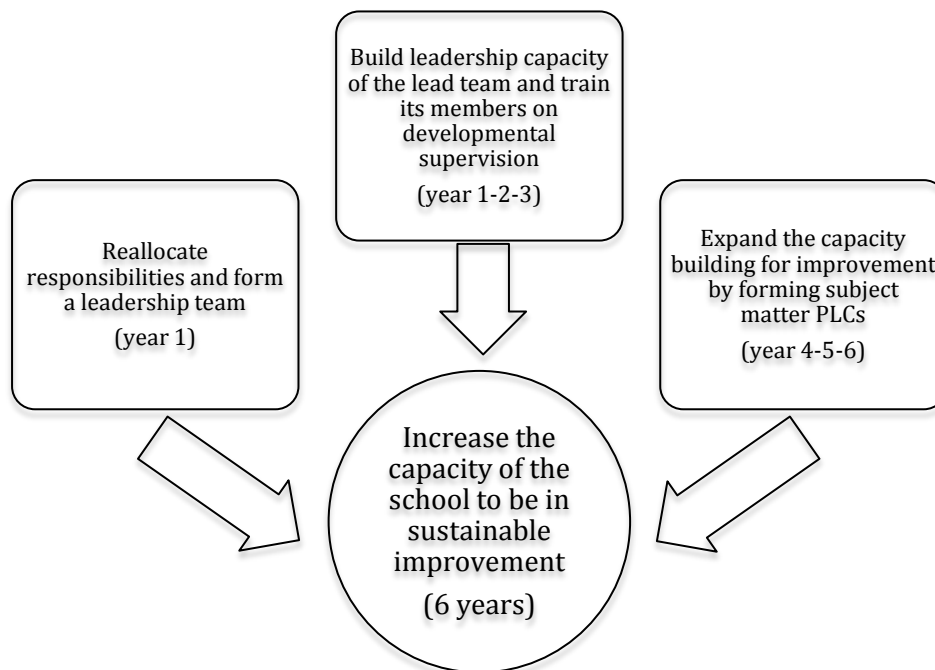 Reallocate
responsibilities and form
a leadership team
(year 1)
Build leadership capacity
of the lead team and train
its members on
developmental
supervision
(year 1-2-3)
Expand the capacity
building for improvement
by forming subject
matter PLCs
(year 4-5-6)
Increase the
capacity of the
school to be in
sustainable
improvement
(6 years)